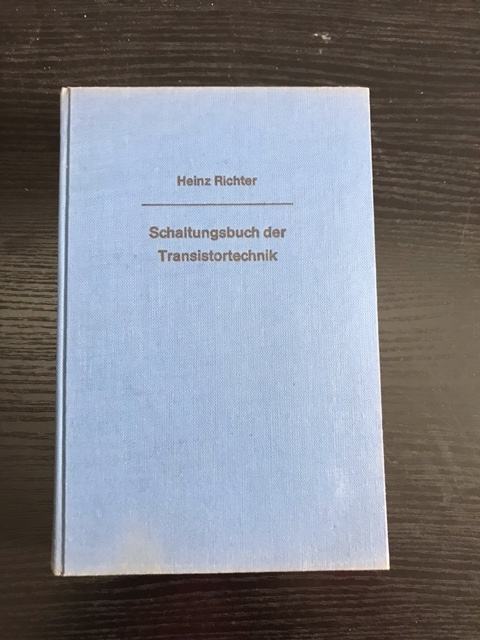 Heinz Richter
Schaltungsbuch der
Transistortechnik